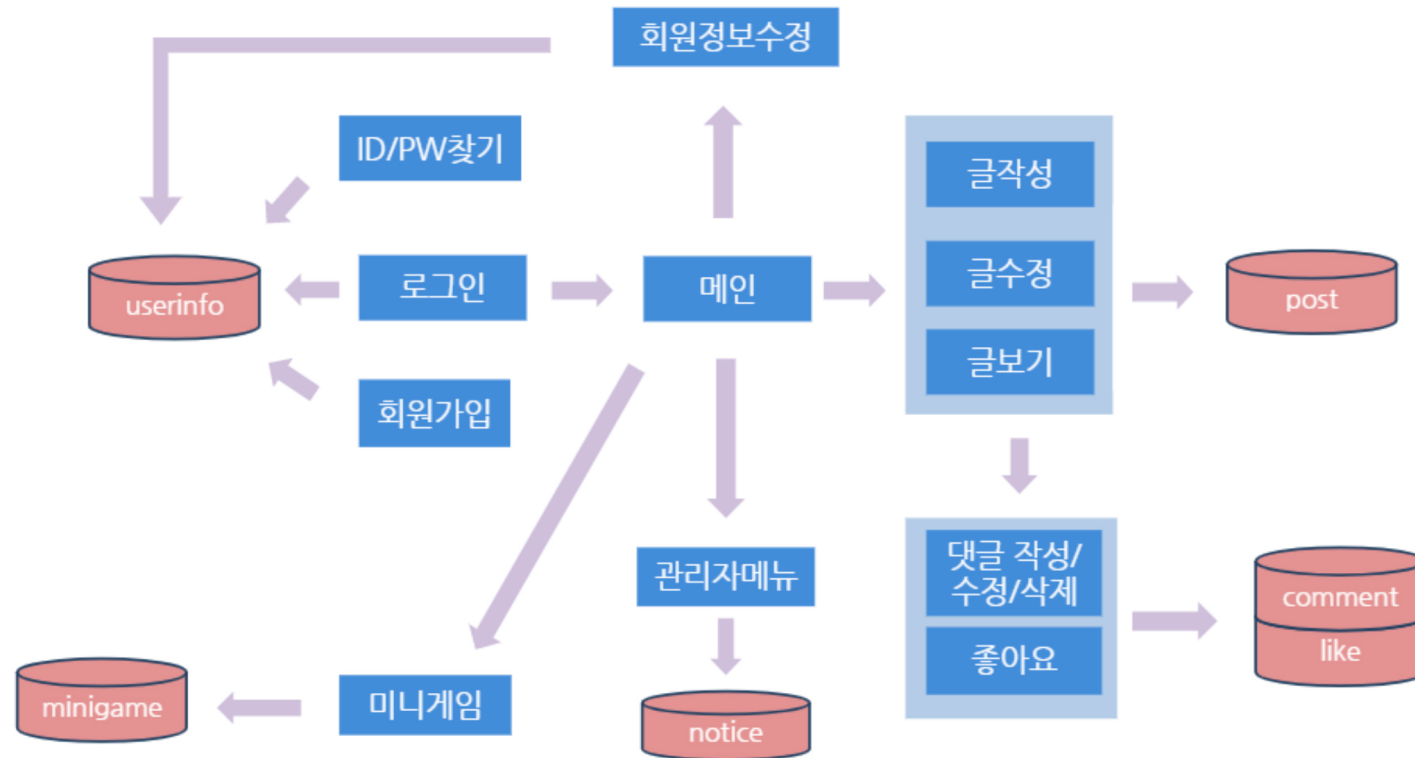 회원정보수정
ID/PW찾기
글작성
userinfo
로그인
메인
글수정
post
글보기
회원가입
관리자메뉴
댓글 작성/
수정/삭제
comment
좋아요
like
minigame
미니게임
notice